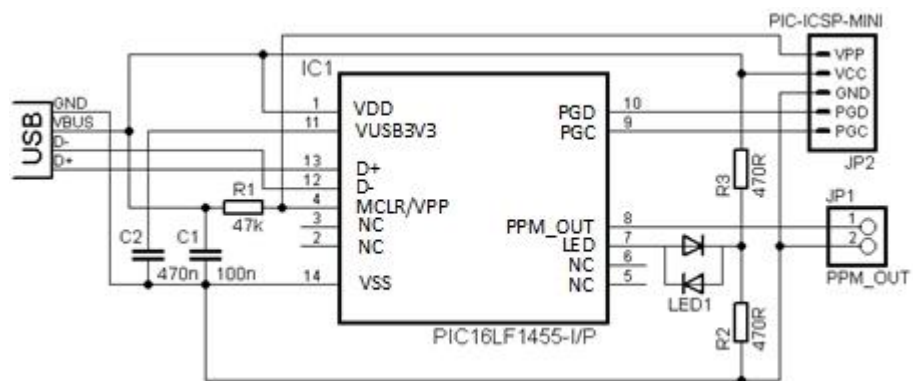 PIC-ICSP-MINI
IC1
VPP
VCC
GND
PGD
PGC
JP2
USB
GND
VBUS
D-
D+
1
11
13
12
4
3
2
14
VDD
VUSB3V3
D+
D-
MCLR/VPP
NC
NC
VSS
PGD
PGC
PPM_OUT
LED
NC
NC
10
9
8
7
6
5
R1
47k
C2
470n
C1
100n
R3
470R
JP1
1
2
PPM_OUT
LED1
R2
470R
PIC16LF1455-I/P